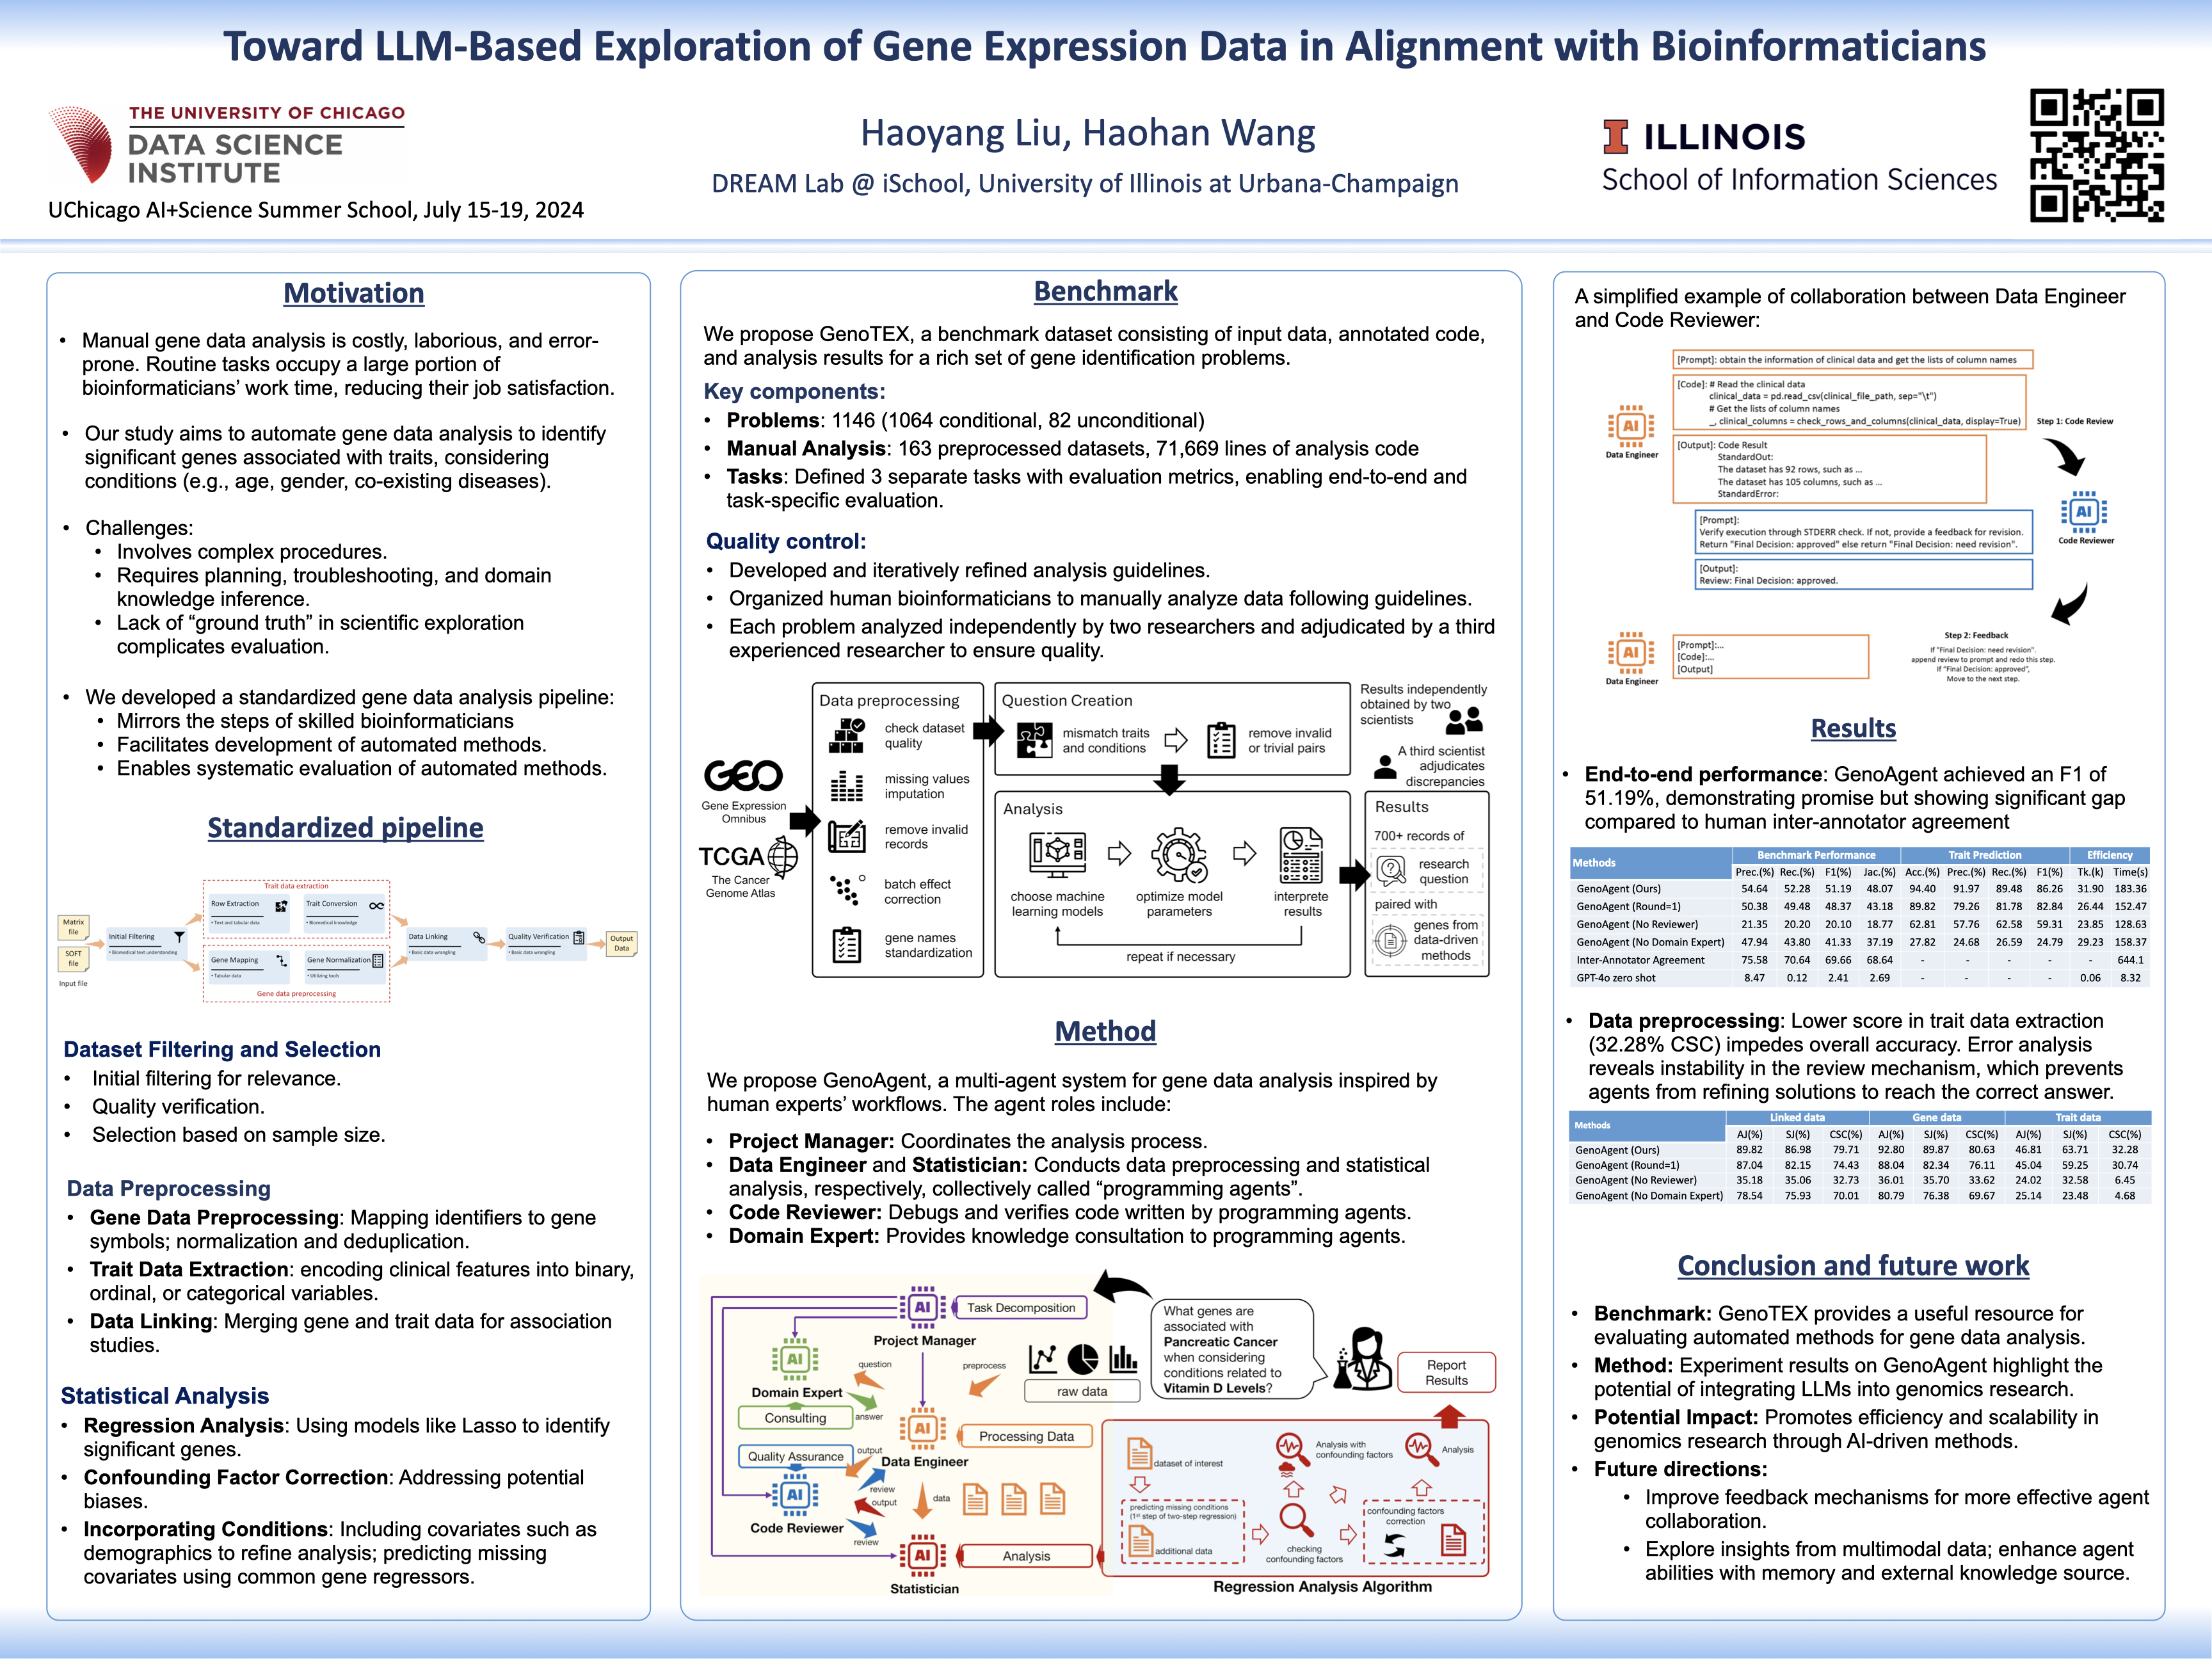 Toward LLM-Based Exploration of Gene Expression Data in Alignment with Bioinformaticians
THE UNIVERSITY OF CHICAGO
DATA SCIENCE
INSTITUTE
UChicago AI+Science Summer School, July 15-19, 2024
Haoyang Liu, Haohan Wang
DREAM Lab @ iSchool, University of Illinois at Urbana-Champaign
ILLINOIS
School of Information Sciences
Motivation
• Manual gene data analysis is costly, laborious, and error-
prone. Routine tasks occupy a large portion of
bioinformaticians’ work time, reducing their job satisfaction.
• Our study aims to automate gene data analysis to identify
significant genes associated with traits, considering
conditions (e.g., age, gender, co-existing diseases).
• Challenges:
• Involves complex procedures.
• Requires planning, troubleshooting, and domain
knowledge inference.
• Lack of “ground truth” in scientific exploration
complicates evaluation.
• We developed a standardized gene data analysis pipeline:
• Mirrors the steps of skilled bioinformaticians
• Facilitates development of automated methods.
• Enables systematic evaluation of automated methods.
Standardized pipeline
Matrix
file
SOFT
file
Input file
Initial Filtering
• Biomedical text understanding
Trait data extraction
Row Extraction
• Text and tabular data
Trait Conversion
• Biomedical knowledge
Gene Mapping
• Tabular data
Gene Normalization
• Utilizing tools
Gene data preprocessing
Data Linking
• Basic data wrangling
Quality Verification
• Basic data wrangling
Output
Data
Dataset Filtering and Selection
• Initial filtering for relevance.
• Quality verification.
• Selection based on sample size.
Data Preprocessing
• Gene Data Preprocessing: Mapping identifiers to gene
symbols; normalization and deduplication.
• Trait Data Extraction: encoding clinical features into binary,
ordinal, or categorical variables.
• Data Linking: Merging gene and trait data for association
studies.
Statistical Analysis
• Regression Analysis: Using models like Lasso to identify
significant genes.
• Confounding Factor Correction: Addressing potential
biases.
• Incorporating Conditions: Including covariates such as
demographics to refine analysis; predicting missing
covariates using common gene regressors.
Benchmark
We propose GenoTEX, a benchmark dataset consisting of input data, annotated code,
and analysis results for a rich set of gene identification problems.
Key components:
• Problems: 1146 (1064 conditional, 82 unconditional)
• Manual Analysis: 163 preprocessed datasets, 71,669 lines of analysis code
• Tasks: Defined 3 separate tasks with evaluation metrics, enabling end-to-end and
task-specific evaluation.
Quality control:
• Developed and iteratively refined analysis guidelines.
• Organized human bioinformaticians to manually analyze data following guidelines.
• Each problem analyzed independently by two researchers and adjudicated by a third
experienced researcher to ensure quality.
GEO
Gene Expression
Omnibus
TCGA
The Cancer
Genome Atlas
Data preprocessing
check dataset
quality
missing values
imputation
remove invalid
records
batch effect
correction
gene names
standardization
Question Creation
mismatch traits
and conditions
remove invalid
or trivial pairs
Analysis
choose machine
learning models
optimize model
parameters
interprete
results
repeat if necessary
Results independently
obtained by two
scientists
A third scientist
adjudicates
discrepancies
Results
700+ records of
research
question
paired with
genes from
data-driven
methods
Method
We propose GenoAgent, a multi-agent system for gene data analysis inspired by
human experts’ workflows. The agent roles include:
• Project Manager: Coordinates the analysis process.
• Data Engineer and Statistician: Conducts data preprocessing and statistical
analysis, respectively, collectively called “programming agents”.
• Code Reviewer: Debugs and verifies code written by programming agents.
• Domain Expert: Provides knowledge consultation to programming agents.
AI
Task Decomposition
Project Manager
AI
Domain Expert
Consulting
question
answer
preprocess
raw data
What genes are
associated with
Pancreatic Cancer
when considering
conditions related to
Vitamin D Levels?
Report
Results
AI
Processing Data
Data Engineer
Quality Assurance
output
review
AI
Code Reviewer
output
review
data
AI
Analysis
Statistician
dataset of interest
predicting missing conditions
(1st step of two-step regression)
additional data
Analysis with
confounding factors
Analysis
checking
confounding factors
confounding factors
correction
Regression Analysis Algorithm
A simplified example of collaboration between Data Engineer
and Code Reviewer:
[Prompt]: obtain the information of clinical data and get the lists of column names
[Code]: # Read the clinical data
clinical_data = pd.read_csv(clinical_file_path, sep="\t")
# Get the lists of column names
_, clinical_columns = check_rows_and_columns(clinical_data, display=True)
AI
Data Engineer
[Output]: Code Result
StandardOut:
The dataset has 92 rows, such as ...
The dataset has 105 columns, such as ...
StandardError:
Step 1: Code Review
AI
Code Reviewer
[Prompt]:
Verify execution through STDERR check. If not, provide a feedback for revision.
Return "Final Decision: approved" else return "Final Decision: need revision".
[Output]:
Review: Final Decision: approved.
AI
Data Engineer
[Prompt]:...
[Code]:...
[Output]
Step 2: Feedback
If "Final Decision: need revision".
append review to prompt and redo this step.
If "Final Decision: approved",
Move to the next step.
Results
• End-to-end performance: GenoAgent achieved an F1 of
51.19%, demonstrating promise but showing significant gap
compared to human inter-annotator agreement
Methods Benchmark Performance Trait Prediction Efficiency
Prec.(%) Rec.(%) F1(%) Jac.(%) Acc.(%) Prec.(%) Rec.(%) F1(%) Tk.(k) Time(s)
GenoAgent (Ours) 54.64 52.28 51.19 48.07 94.40 91.97 89.48 86.26 31.90 183.36
GenoAgent (Round=1) 50.38 49.48 48.37 43.18 89.82 79.26 81.78 82.84 26.44 152.47
GenoAgent (No Reviewer) 21.35 20.20 20.10 18.77 62.81 57.76 62.58 59.31 23.85 128.63
GenoAgent (No Domain Expert) 47.94 43.80 41.33 37.19 27.82 24.68 26.59 24.79 29.23 158.37
Inter-Annotator Agreement 75.58 70.64 69.66 68.64 - - - - - 644.1
GPT-4o zero shot 8.47 0.12 2.41 2.69 - - - - 0.06 8.32
• Data preprocessing: Lower score in trait data extraction
(32.28% CSC) impedes overall accuracy. Error analysis
reveals instability in the review mechanism, which prevents
agents from refining solutions to reach the correct answer.
Methods Linked data Gene data Trait data
AJ(%) SJ(%) CSC(%) AJ(%) SJ(%) CSC(%) AJ(%) SJ(%) CSC(%)
GenoAgent (Ours) 89.82 86.98 79.71 92.80 89.87 80.63 46.81 63.71 32.28
GenoAgent (Round=1) 87.04 82.15 74.43 88.04 82.34 76.11 45.04 59.25 30.74
GenoAgent (No Reviewer) 35.18 35.06 32.73 36.01 35.70 33.62 24.02 32.58 6.45
GenoAgent (No Domain Expert) 78.54 75.93 70.01 80.79 76.38 69.67 25.14 23.48 4.68
Conclusion and future work
• Benchmark: GenoTEX provides a useful resource for
evaluating automated methods for gene data analysis.
• Method: Experiment results on GenoAgent highlight the
potential of integrating LLMs into genomics research.
• Potential Impact: Promotes efficiency and scalability in
genomics research through AI-driven methods.
• Future directions:
• Improve feedback mechanisms for more effective agent
collaboration.
• Explore insights from multimodal data; enhance agent
abilities with memory and external knowledge source.